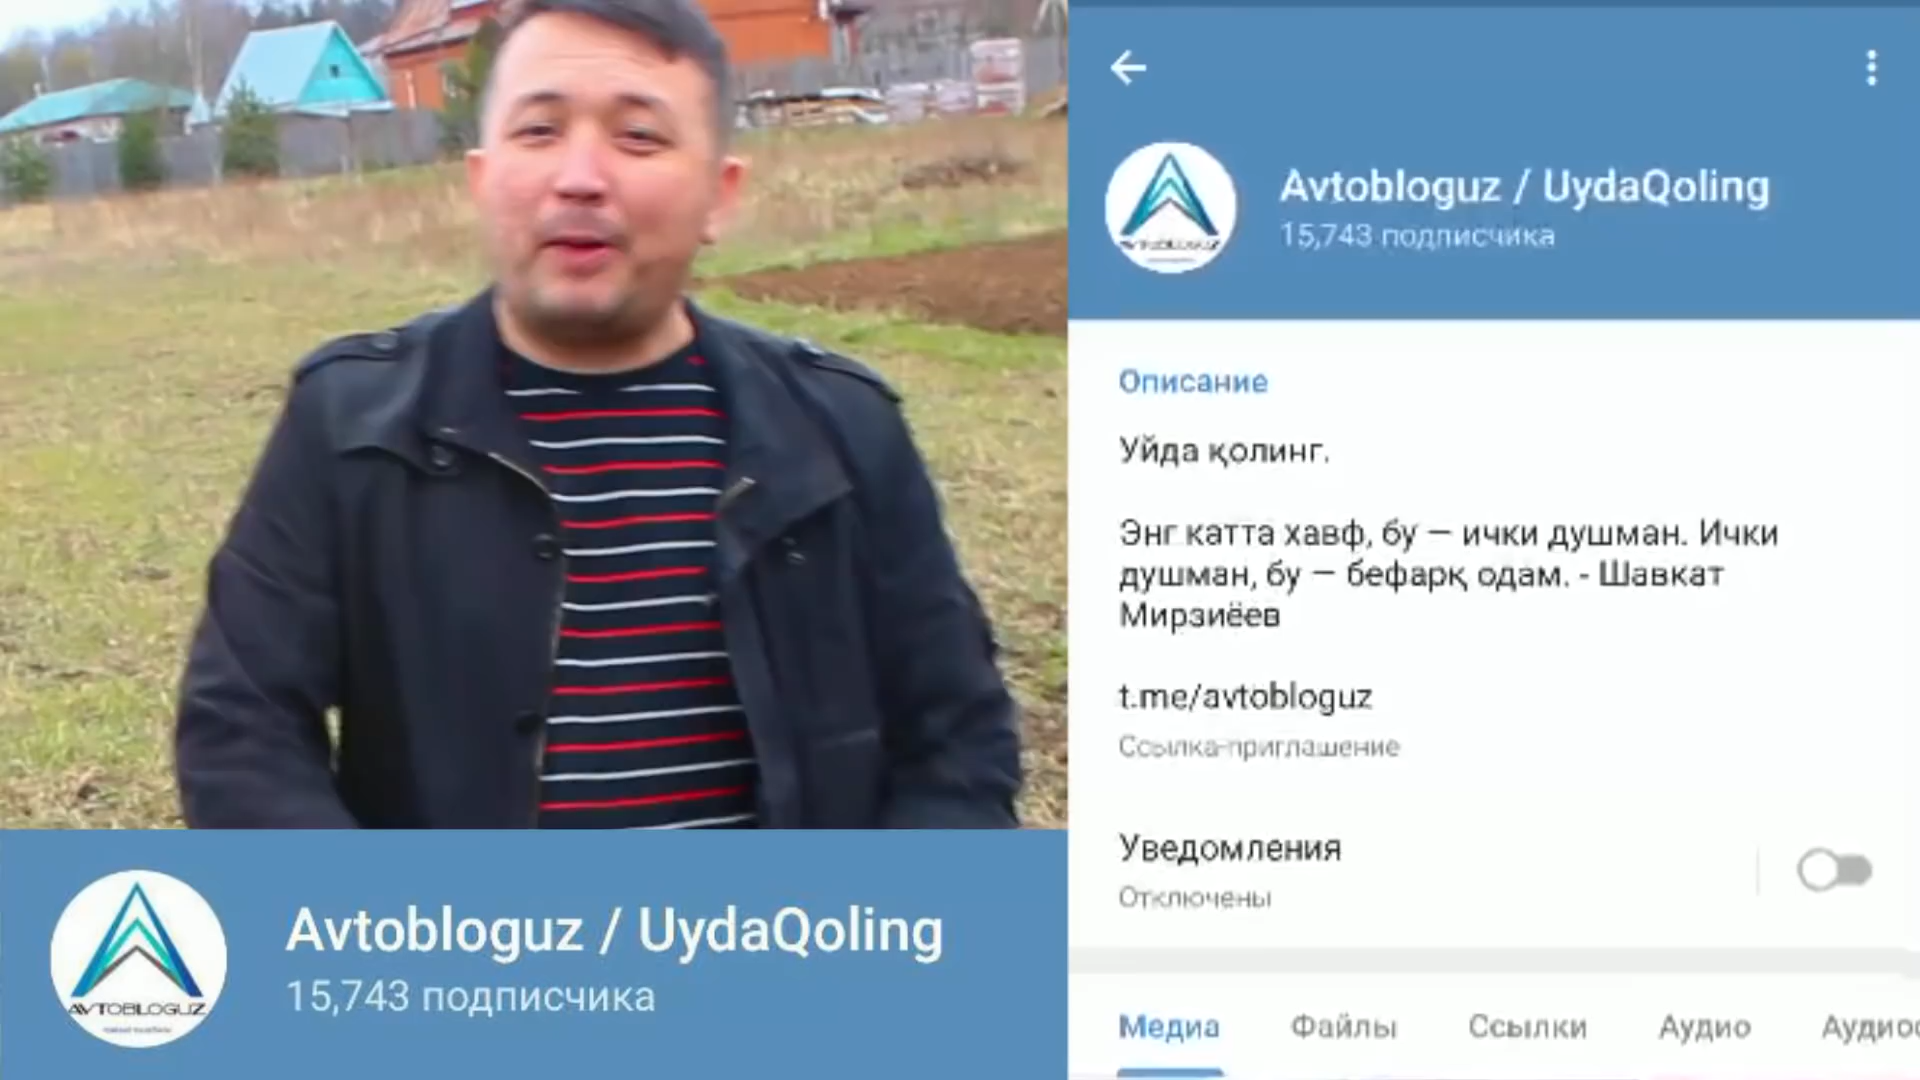 Avtobloguz / UydaQoling
15,743 подписчика
AVTOBLOGUZ
Avtobloguz / UydaQoling
15,743 подписчика
AVTOBLOGUZ
Описание
Уйда қолинг.
Энг катта хавф, бу — ички душман. Ички
душман, бу — бефарқ одам. - Шавкат
Мирзиёев
t.me/avtobloguz
Ссылка-приглашение
Уведомления
Отключены
Медиа
Файлы
Ссылки
Аудио